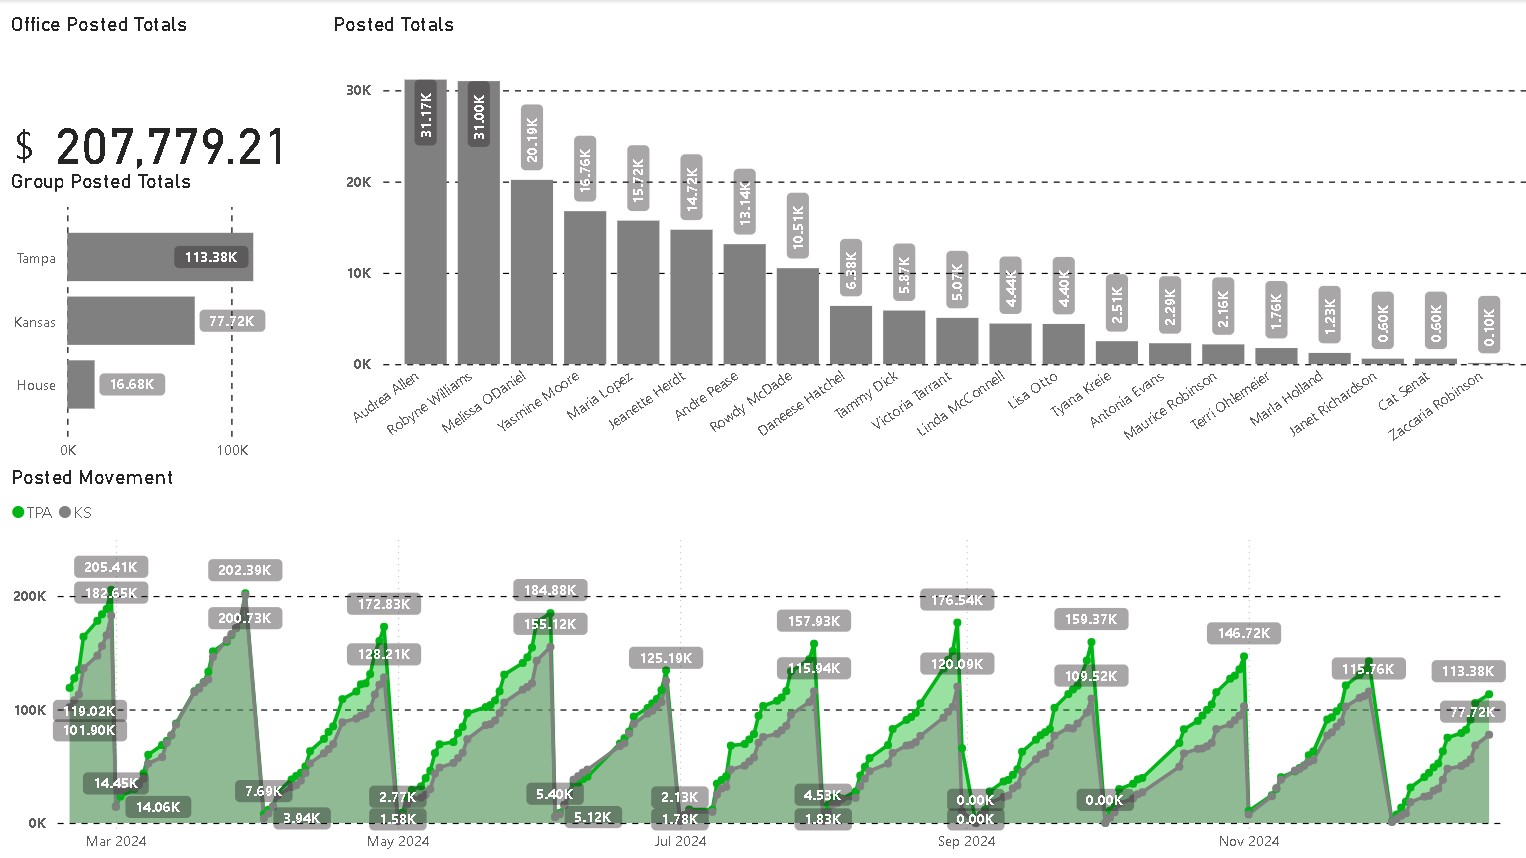 Office Posted Totals
$ 207,779.21
Group Posted Totals
Tampa 113.38K
Kansas 77.72K
House 16.68K
0K 100K
Posted Totals
30K
20K
10K
0K
31.17K 31.00K 20.19K 16.76K 15.72K 14.72K 13.14K 10.51K 6.38K 5.87K 5.07K 4.44K 4.40K 2.51K 2.29K 2.16K 1.76K 1.23K 0.60K 0.60K 0.10K
Audrea Allen
Robyne Williams
Melissa ODaniel
Yasmine Moore
Maria Lopez
Jeanette Herdt
Andre Pease
Rowdy McDade
Daneese Hatchel
Tammy Dick
Victoria Tarrant
Linda McConnell
Lisa Otto
Tyana Kreie
Antonia Evans
Maurice Robinson
Terri Ohlemeier
Marla Holland
Janet Richardson
Cat Senat
Zaccaria Robinson
Posted Movement
TPA KS
200K
100K
0K
205.41K
182.65K
119.02K
101.90K
14.45K
14.06K
202.39K
200.73K
7.69K
3.94K
172.83K
128.21K
2.77K
1.58K
184.88K
155.12K
5.40K
5.12K
125.19K
2.13K
1.78K
157.93K
115.94K
4.53K
1.83K
176.54K
120.09K
0.00K
0.00K
159.37K
109.52K
0.00K
146.72K
115.76K
113.38K
77.72K
Mar 2024 May 2024 Jul 2024 Sep 2024 Nov 2024